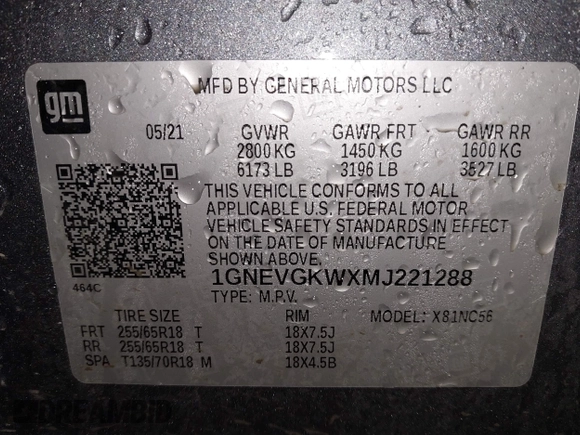 gm
MFD BY GENERAL MOTORS LLC
05/21 GVWR GAWR FRT GAWR RR
2800 KG 1450 KG 1600 KG
6173 LB 3196 LB 3527 LB
THIS VEHICLE CONFORMS TO ALL
APPLICABLE U.S. FEDERAL MOTOR
VEHICLE SAFETY STANDARDS IN EFFECT
ON THE DATE OF MANUFACTURE
SHOWN ABOVE.
464C
1GNEVGKWXMJ221288
TYPE: M.P.V.
TIRE SIZE RIM MODEL: X81NC56
FRT 255/65R18 T 18X7.5J
RR 255/65R18 T 18X7.5J
SPA T135/70R18 M 18X4.5B
DREAMBID